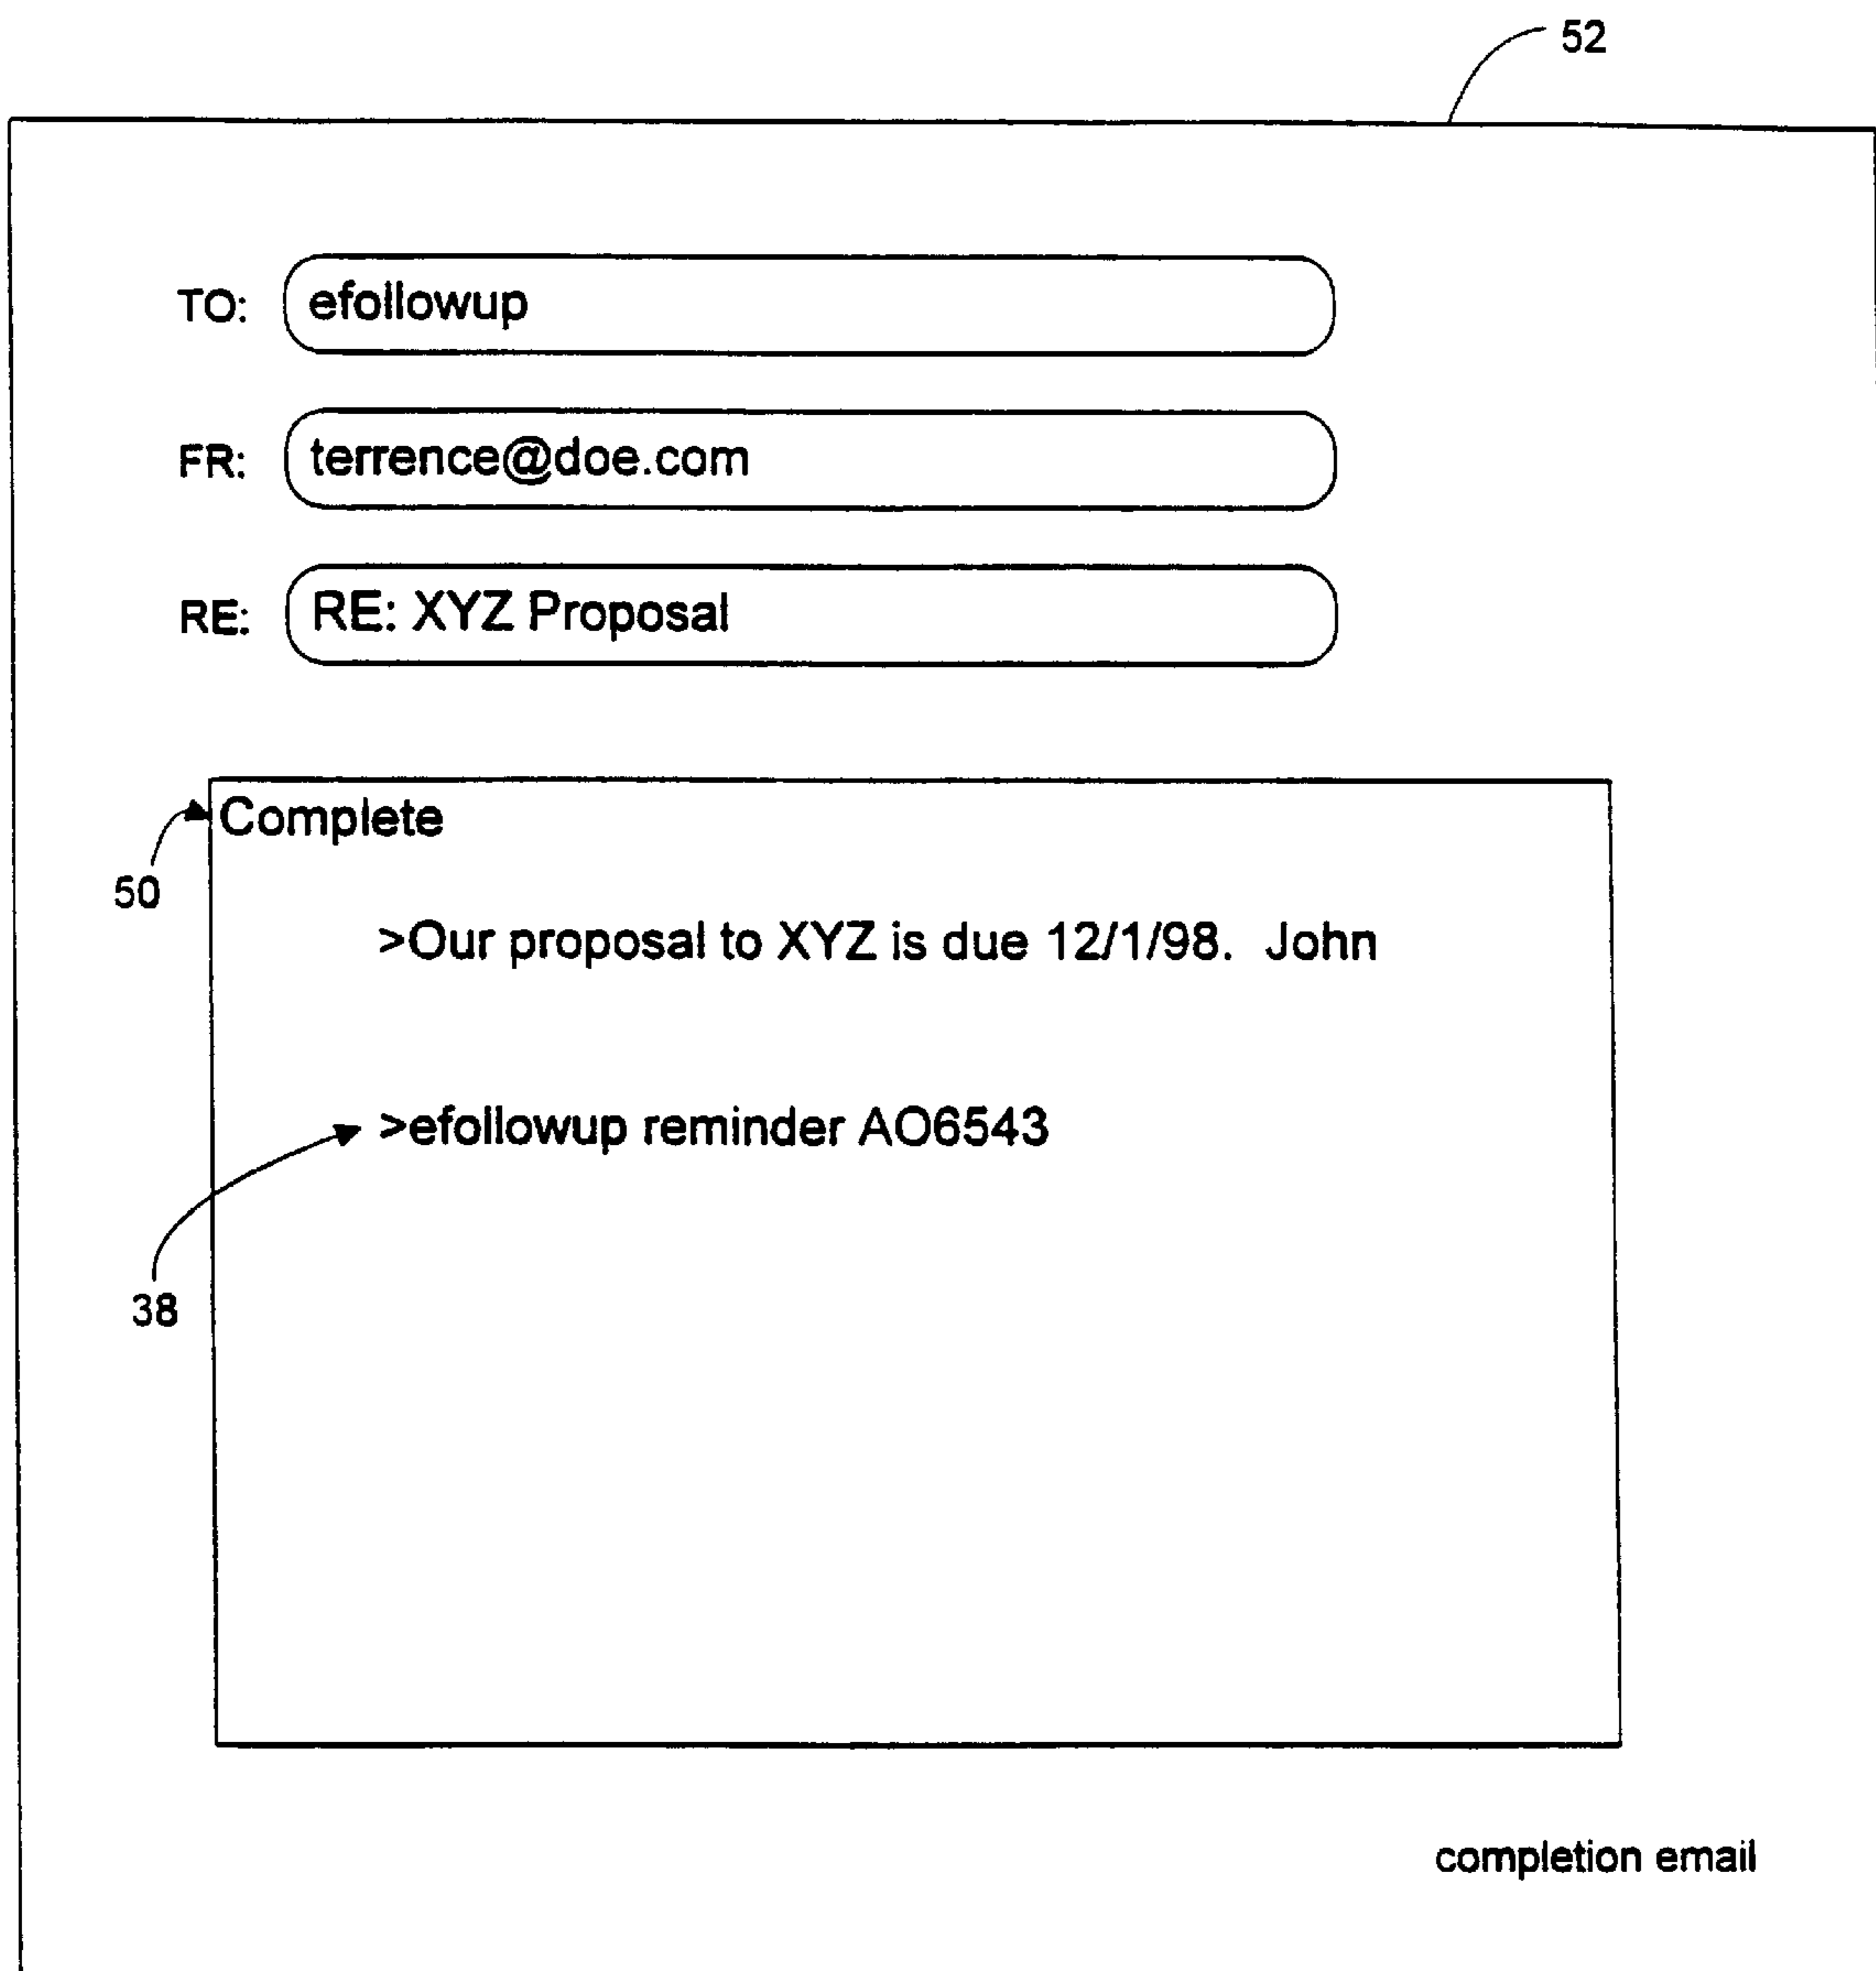 52
TO: efollowup
FR: terrence@doe.com
RE: RE: XYZ Proposal
Complete
50
>Our proposal to XYZ is due 12/1/98. John
>efollowup reminder AO6543
38
completion email